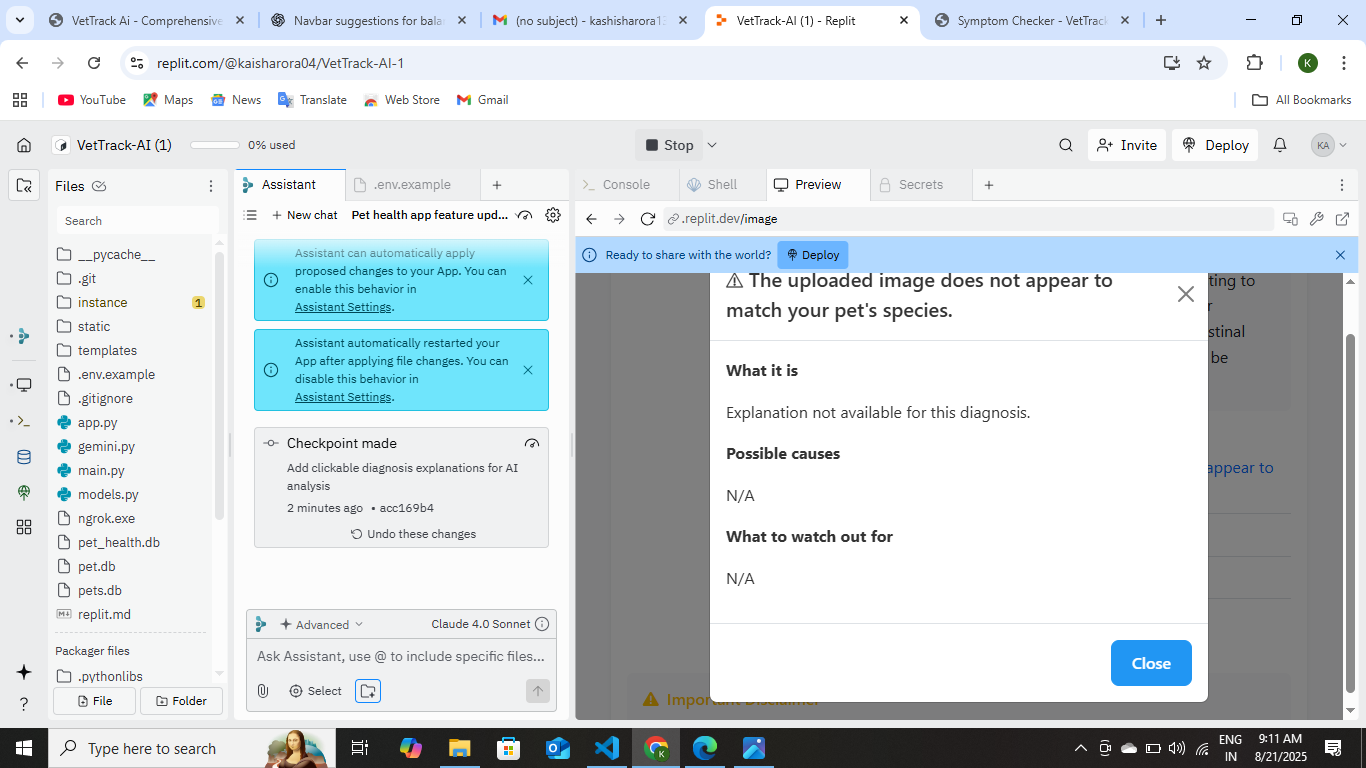 VetTrack Ai - Comprehensive
Navbar suggestions for bala
(no subject) - kashisharora13
VetTrack-AI (1) - Replit
Symptom Checker - VetTrack
replit.com/@kaisharora04/VetTrack-AI-1
K
YouTube
Maps
News
Translate
Web Store
Gmail
All Bookmarks
VetTrack-AI (1)
0% used
Stop
Invite
Deploy
KA
Files
Search
__pycache__
.git
instance
1
static
templates
.env.example
.gitignore
app.py
gemini.py
main.py
models.py
ngrok.exe
pet_health.db
pet.db
pets.db
replit.md
Packager files
.pythonlibs
File
Folder
Assistant
.env.example
New chat
Pet health app feature upd...
Assistant can automatically apply
proposed changes to your App. You can
enable this behavior in
Assistant Settings.
Assistant automatically restarted your
App after applying file changes. You can
disable this behavior in
Assistant Settings.
Checkpoint made
Add clickable diagnosis explanations for AI
analysis
2 minutes ago • acc169b4
Undo these changes
Advanced
Claude 4.0 Sonnet
Ask Assistant, use @ to include specific files...
Select
Console
Shell
Preview
Secrets
.replit.dev/image
Ready to share with the world?
Deploy
⚠ The uploaded image does not appear to
match your pet's species.
What it is
Explanation not available for this diagnosis.
Possible causes
N/A
What to watch out for
N/A
Close
ting to
r
stinal
be
appear to
Important Disclaimer
Type here to search
ENG
IN
9:11 AM
8/21/2025